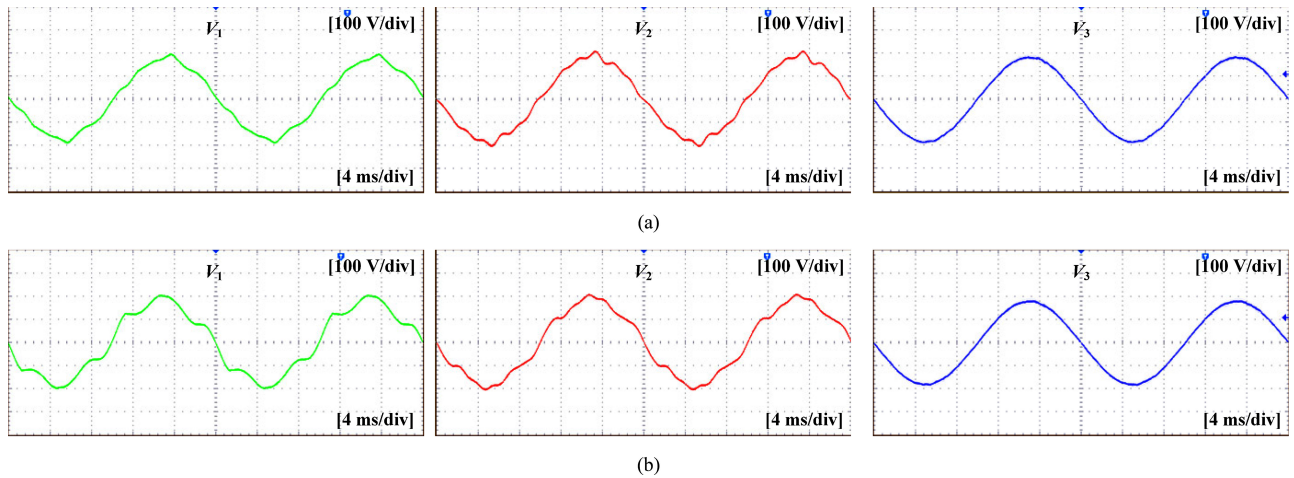 V1 [100 V/div]
[4 ms/div]
V2 [100 V/div]
[4 ms/div]
V3 [100 V/div]
[4 ms/div]
(a)
V1 [100 V/div]
[4 ms/div]
V2 [100 V/div]
[4 ms/div]
V3 [100 V/div]
[4 ms/div]
(b)